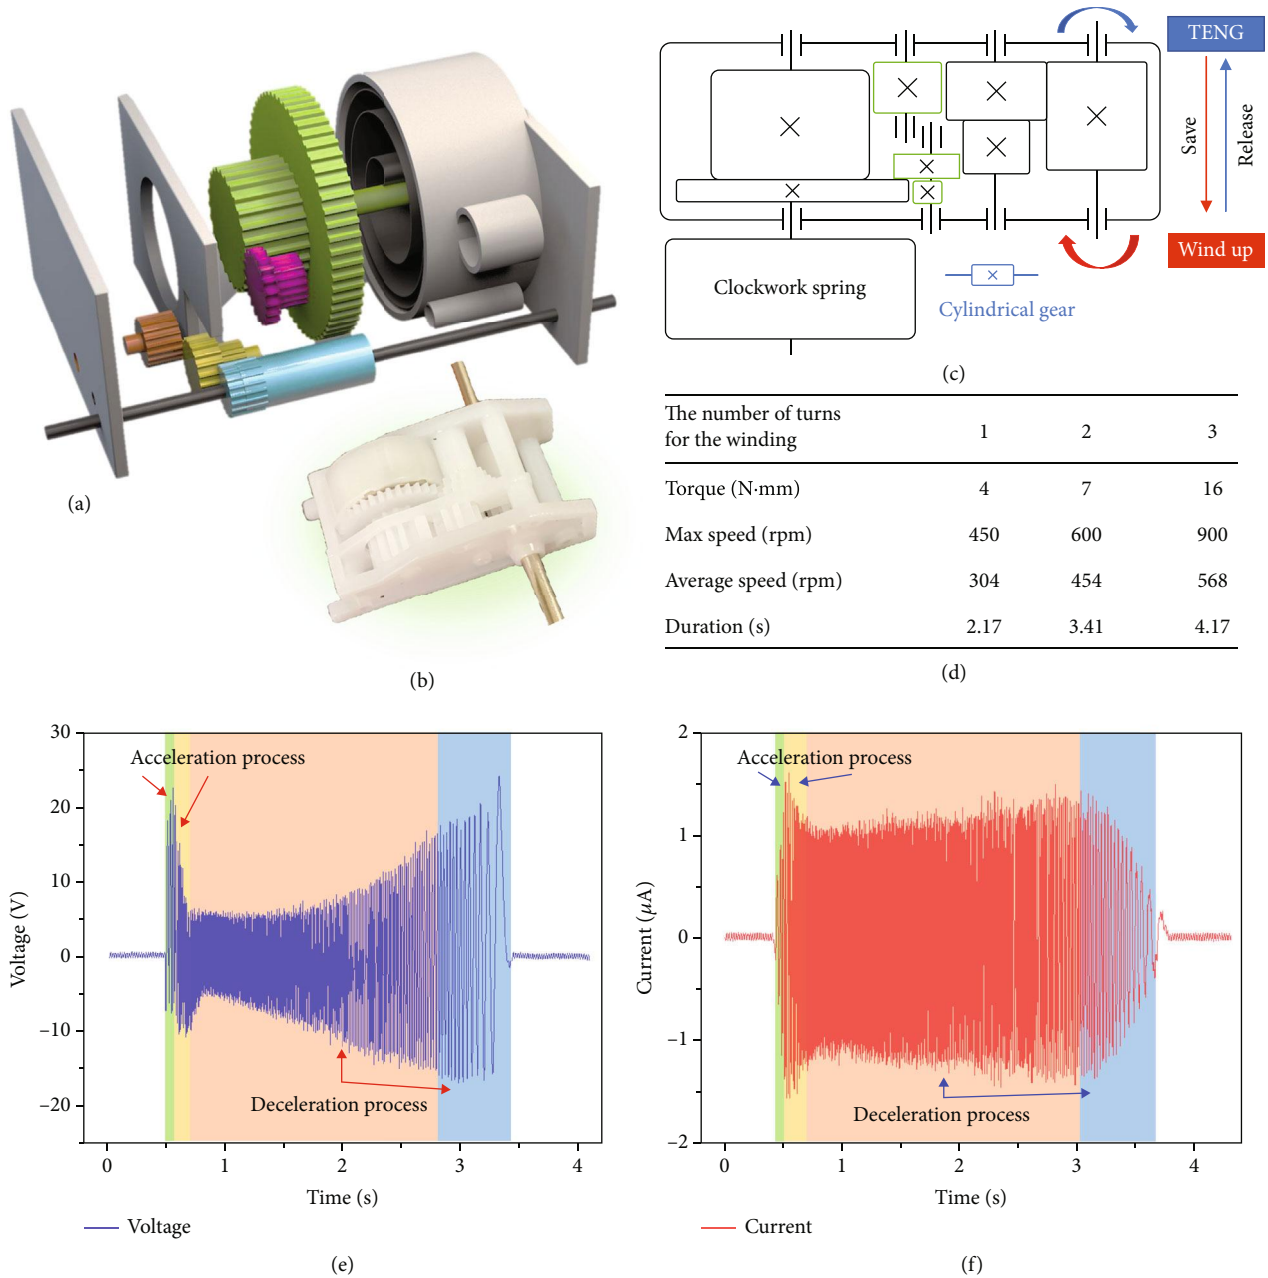 TENG
Save
Release
Wind up
Clockwork spring
Cylindrical gear
(a)
(b)
(c)
The number of turns
for the winding 1 2 3
Torque (N·mm) 4 7 16
Max speed (rpm) 450 600 900
Average speed (rpm) 304 454 568
Duration (s) 2.17 3.41 4.17
(d)
30
20
10
0
−10
−20
Voltage (V)
Acceleration process
Deceleration process
0 1 2 3 4
Time (s)
Voltage
(e)
2
1
0
−1
−2
Current (μA)
Acceleration process
Deceleration process
0 1 2 3 4
Time (s)
Current
(f)